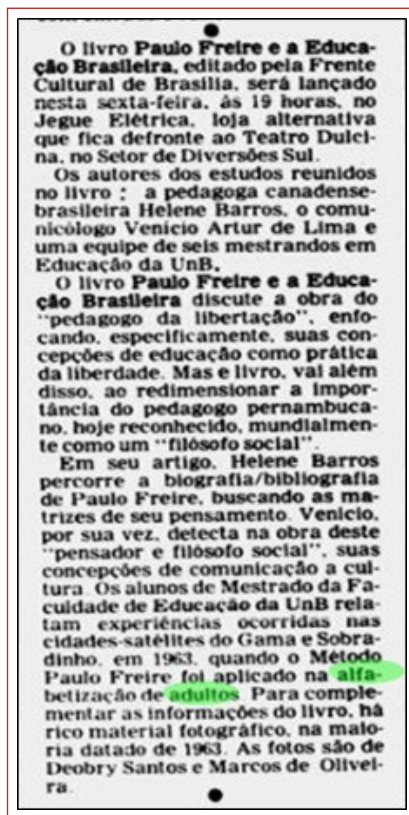 O livro Paulo Freire e a Educa-
ção Brasileira, editado pela Frente
Cultural de Brasília, será lançado
nesta sexta-feira, às 19 horas, no
Jegue Elétrica, loja alternativa
que fica defronte ao Teatro Dulci-
na, no Setor de Diversões Sul.
Os autores dos estudos reunidos
no livro : a pedagoga canadense-
brasileira Helene Barros, o comu-
nicólogo Venício Artur de Lima e
uma equipe de seis mestrandos em
Educação da UnB.
O livro Paulo Freire e a Educa-
ção Brasileira discute a obra do
"pedagogo da libertação", enfo-
cando, especificamente, suas con-
cepções de educação como prática
da liberdade. Mas e livro, vai além
disso, ao redimensionar a impor-
tância do pedagogo pernambuca-
no, hoje reconhecido, mundialmen-
te como um "filósofo social".
Em seu artigo, Helene Barros
percorre a biografia/bibliografia
de Paulo Freire, buscando as ma-
trizes de seu pensamento. Venício,
por sua vez, detecta na obra deste
"pensador e filósofo social", suas
concepções de comunicação a cul-
tura. Os alunos de Mestrado da Fa-
culdade de Educação da UnB rela-
tam experiências ocorridas nas
cidades-satélites do Gama e Sobra-
dinho, em 1963, quando o Método
Paulo Freire foi aplicado na alfa-
betização de adultos. Para comple-
mentar as informações do livro, há
rico material fotográfico, na maio-
ria datado de 1963. As fotos são de
Deobry Santos e Marcos de Olivei-
ra.